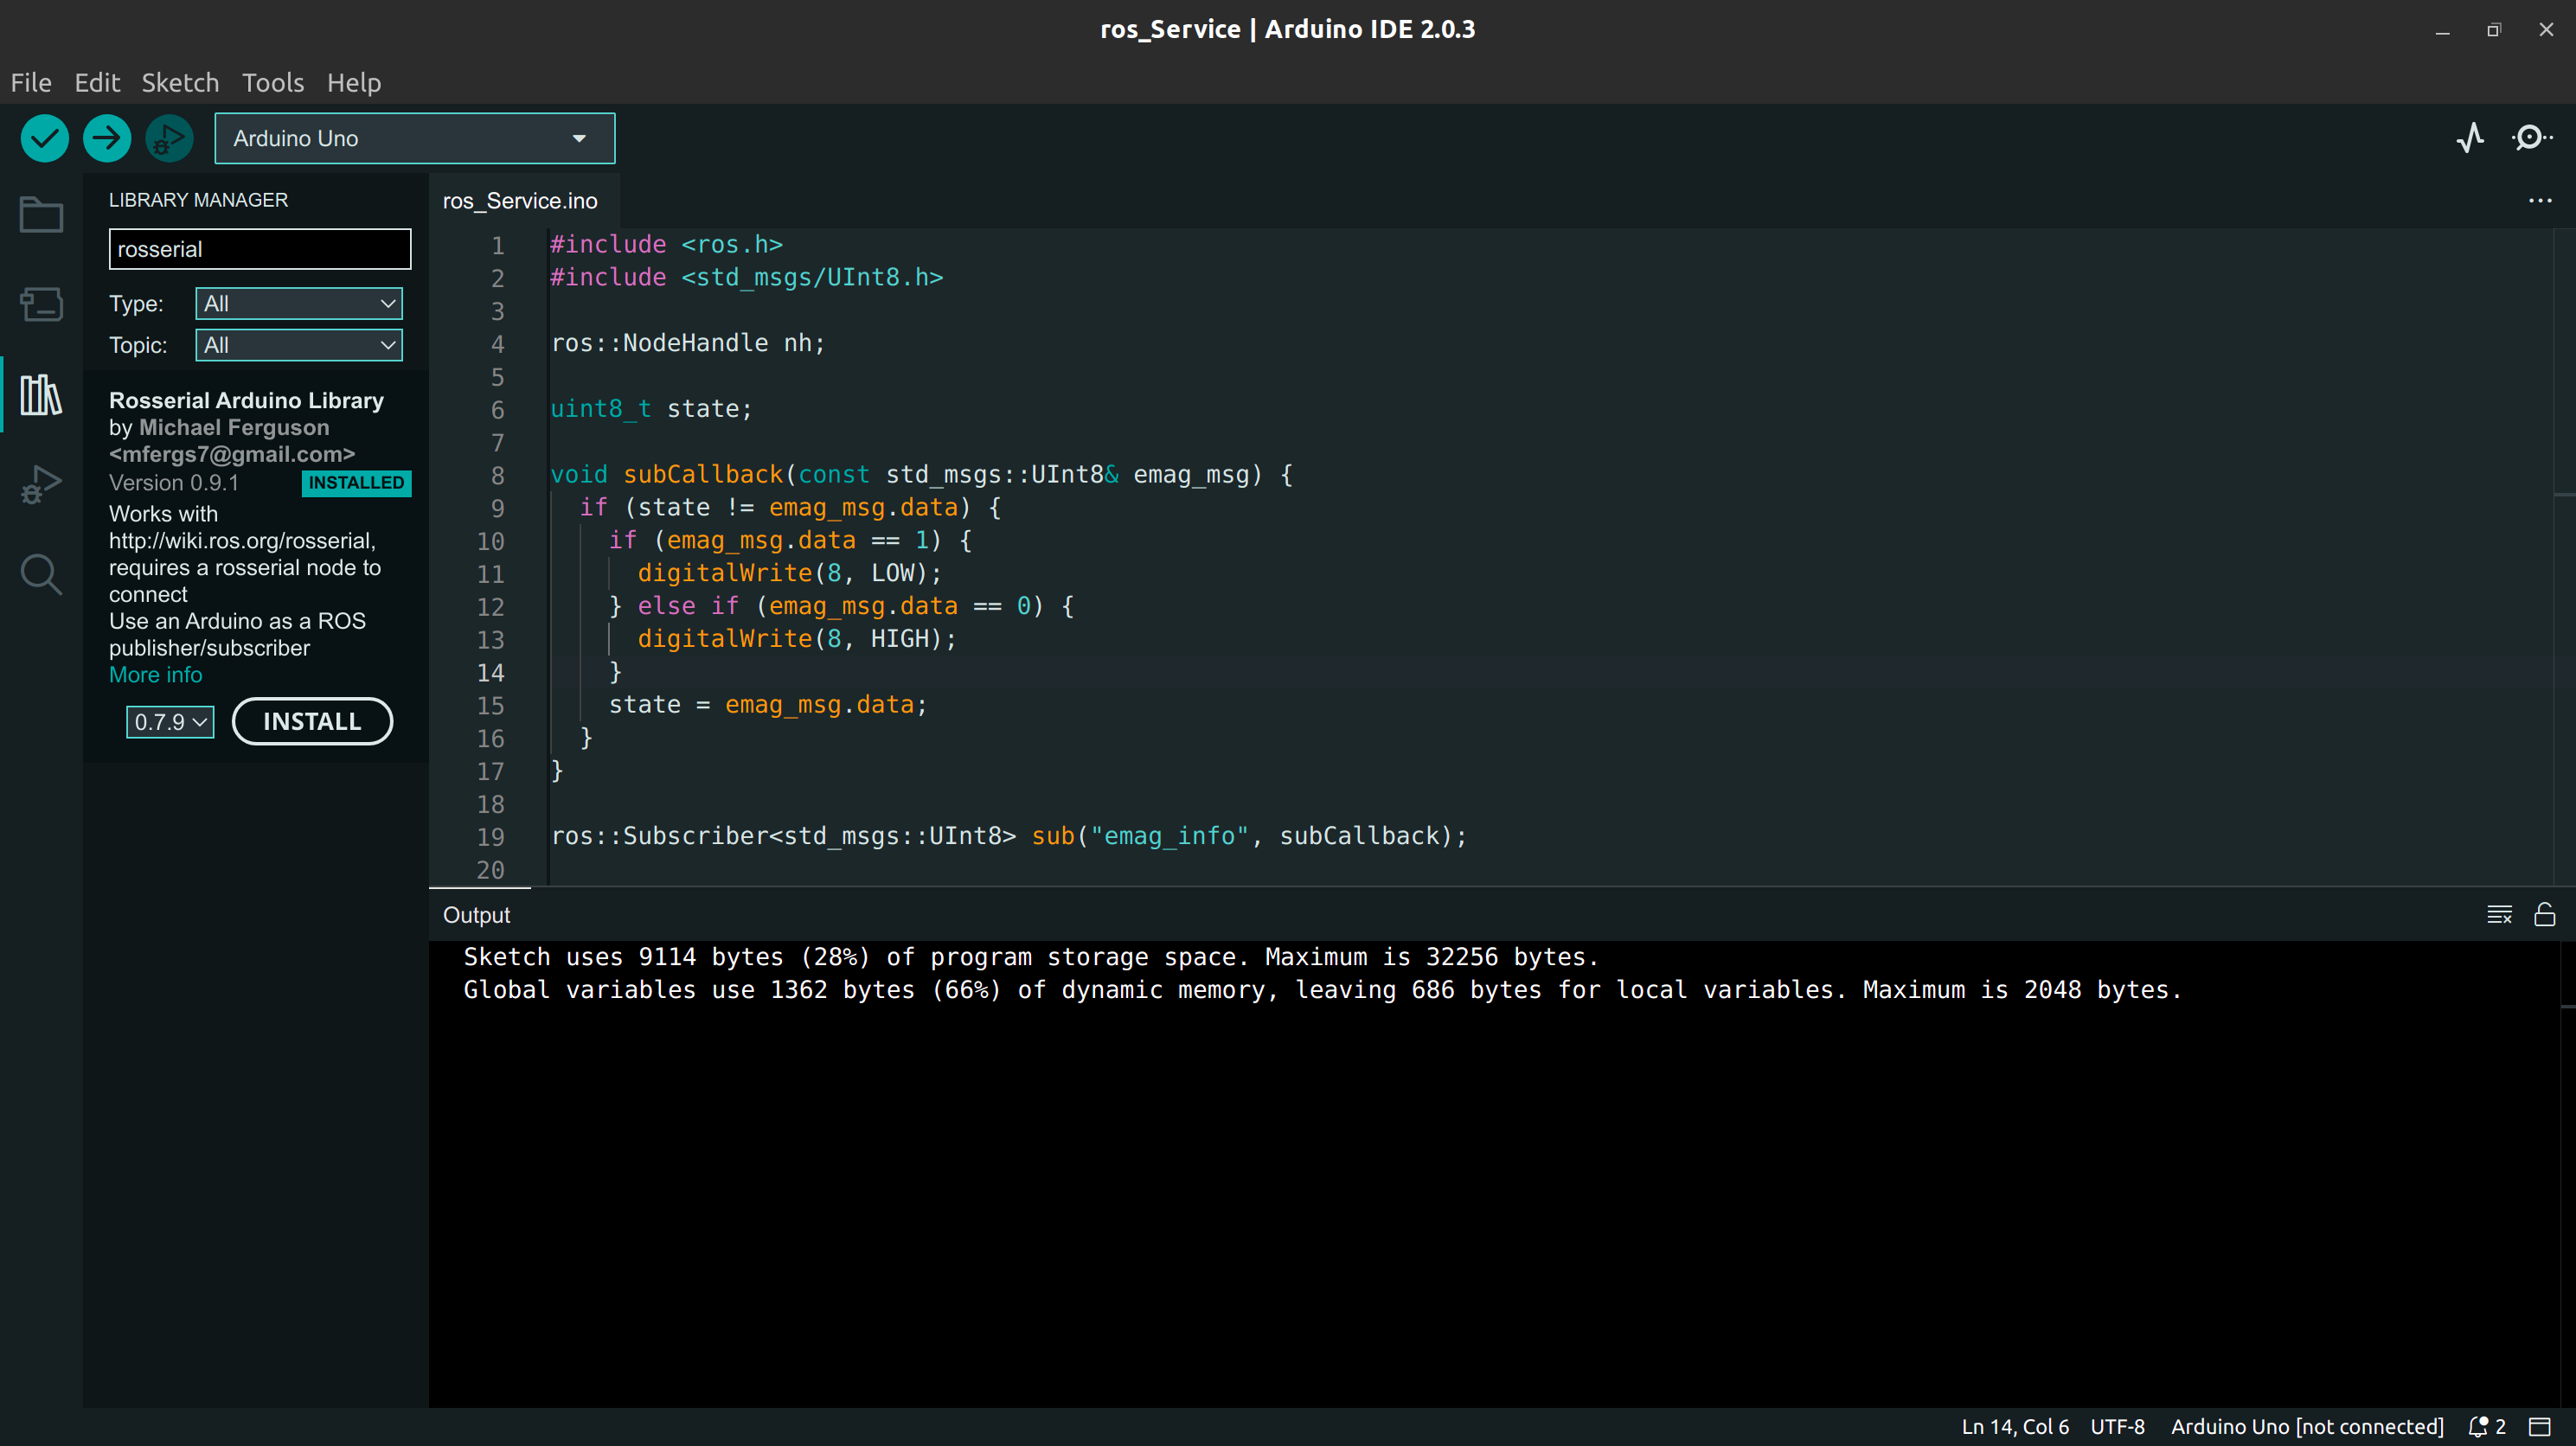 ros_Service | Arduino IDE 2.0.3
File Edit Sketch Tools Help
Arduino Uno
LIBRARY MANAGER
rosserial
Type: All
Topic: All
Rosserial Arduino Library
by Michael Ferguson
<mfergs7@gmail.com>
Version 0.9.1 INSTALLED
Works with
http://wiki.ros.org/rosserial,
requires a rosserial node to
connect
Use an Arduino as a ROS
publisher/subscriber
More info
0.7.9 INSTALL
ros_Service.ino
1 #include <ros.h>
2 #include <std_msgs/UInt8.h>
3
4 ros::NodeHandle nh;
5
6 uint8_t state;
7
8 void subCallback(const std_msgs::UInt8& emag_msg) {
9   if (state != emag_msg.data) {
10     if (emag_msg.data == 1) {
11       digitalWrite(8, LOW);
12     } else if (emag_msg.data == 0) {
13       digitalWrite(8, HIGH);
14     }
15     state = emag_msg.data;
16   }
17 }
18
19 ros::Subscriber<std_msgs::UInt8> sub("emag_info", subCallback);
20
Output
Sketch uses 9114 bytes (28%) of program storage space. Maximum is 32256 bytes.
Global variables use 1362 bytes (66%) of dynamic memory, leaving 686 bytes for local variables. Maximum is 2048 bytes.
Ln 14, Col 6 UTF-8 Arduino Uno [not connected] 2